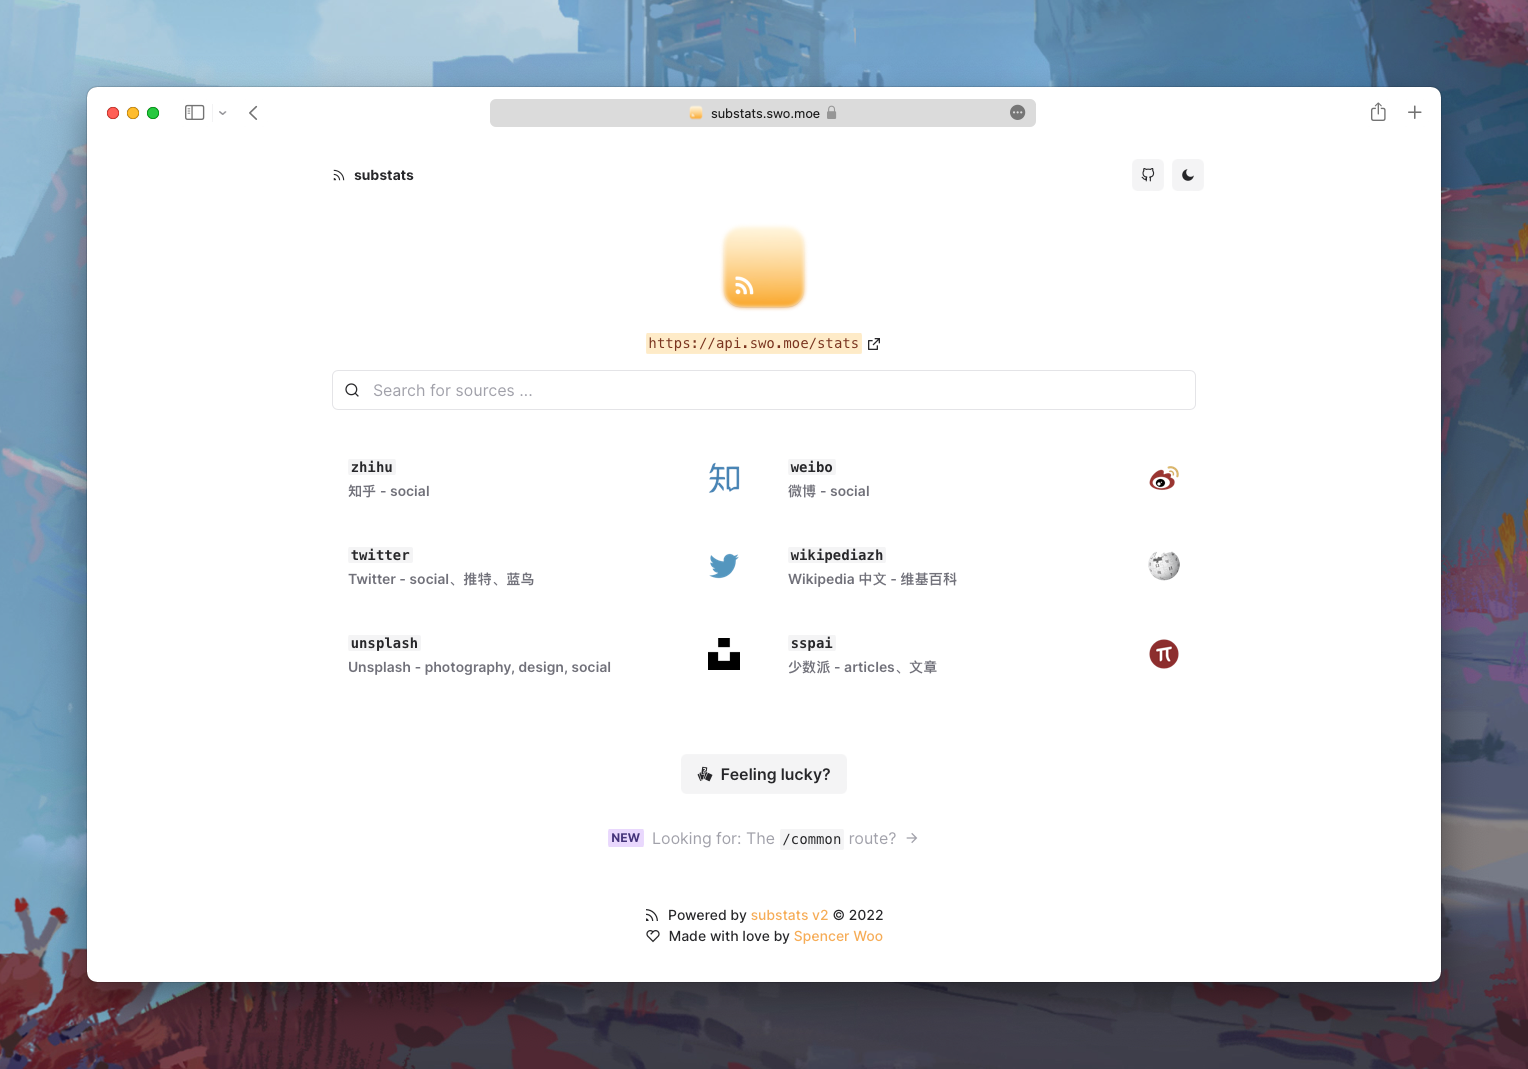 substats.swo.moe
substats
https://api.swo.moe/stats
Search for sources ...
zhihu
知乎 - social
知
weibo
微博 - social
twitter
Twitter - social、推特、蓝鸟
wikipediazh
Wikipedia 中文 - 维基百科
unsplash
Unsplash - photography, design, social
sspai
少数派 - articles、文章
π
Feeling lucky?
NEW Looking for: The /common route? →
Powered by substats v2 © 2022
Made with love by Spencer Woo